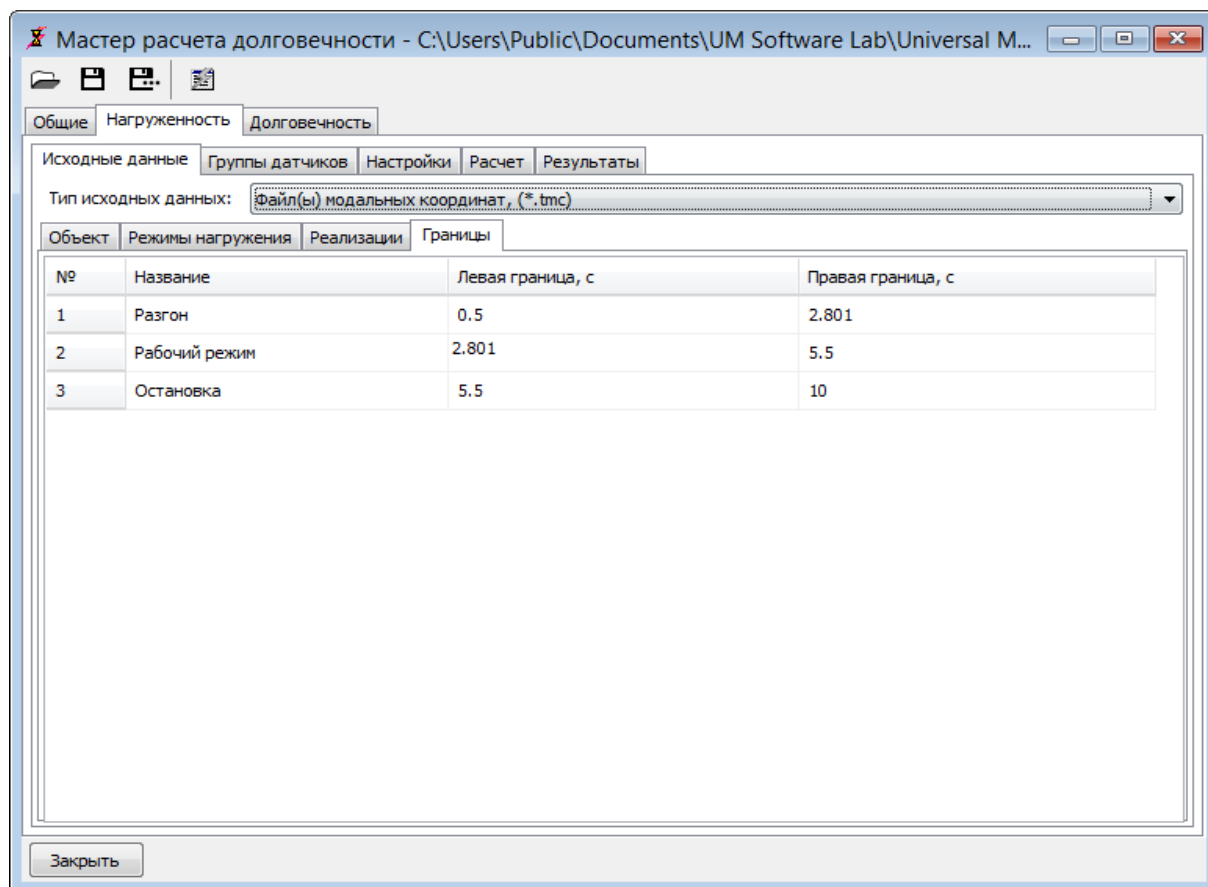 Мастер расчета долговечности - C:\Users\Public\Documents\UM Software Lab\Universal M...
Общие Нагруженность Долговечность
Исходные данные Группы датчиков Настройки Расчет Результаты
Тип исходных данных: Файл(ы) модальных координат, (*.tmc)
Объект Режимы нагружения Реализации Границы
№ Название Левая граница, с Правая граница, с
1 Разгон 0.5 2.801
2 Рабочий режим 2.801 5.5
3 Остановка 5.5 10
Закрыть